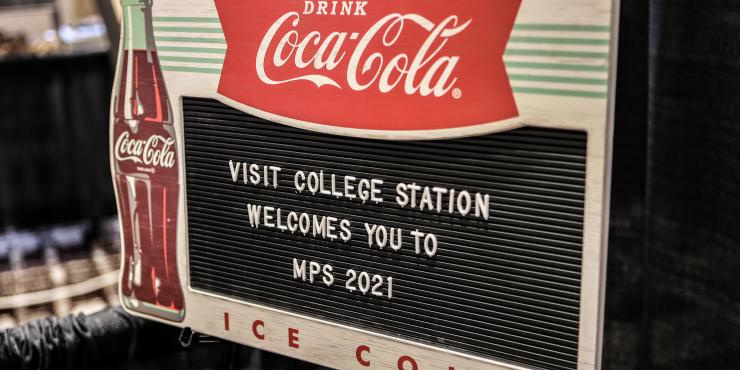 DRINK
Coca-Cola®
Coca-Cola
VISIT COLLEGE STATION
WELCOMES YOU TO
MPS 2021
ICE